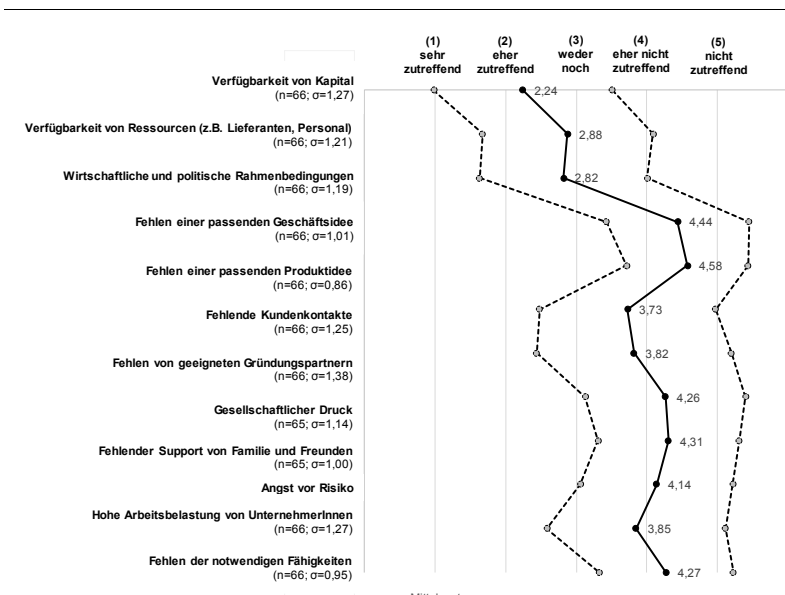 (1) (2) (3) (4) (5)
sehr eher weder eher nicht nicht
zutreffend zutreffend noch zutreffend zutreffend
Verfügbarkeit von Kapital
(n=66; σ=1,27)
2,24
Verfügbarkeit von Ressourcen (z.B. Lieferanten, Personal)
(n=66; σ=1,21)
2,88
Wirtschaftliche und politische Rahmenbedingungen
(n=66; σ=1,19)
2,82
Fehlen einer passenden Geschäftsidee
(n=66; σ=1,01)
4,44
Fehlen einer passenden Produktidee
(n=66; σ=0,86)
4,58
Fehlende Kundenkontakte
(n=66; σ=1,25)
3,73
Fehlen von geeigneten Gründungspartnern
(n=66; σ=1,38)
3,82
Gesellschaftlicher Druck
(n=65; σ=1,14)
4,26
Fehlender Support von Familie und Freunden
(n=65; σ=1,00)
4,31
Angst vor Risiko
4,14
Hohe Arbeitsbelastung von UnternehmerInnen
(n=66; σ=1,27)
3,85
Fehlen der notwendigen Fähigkeiten
(n=66; σ=0,95)
4,27